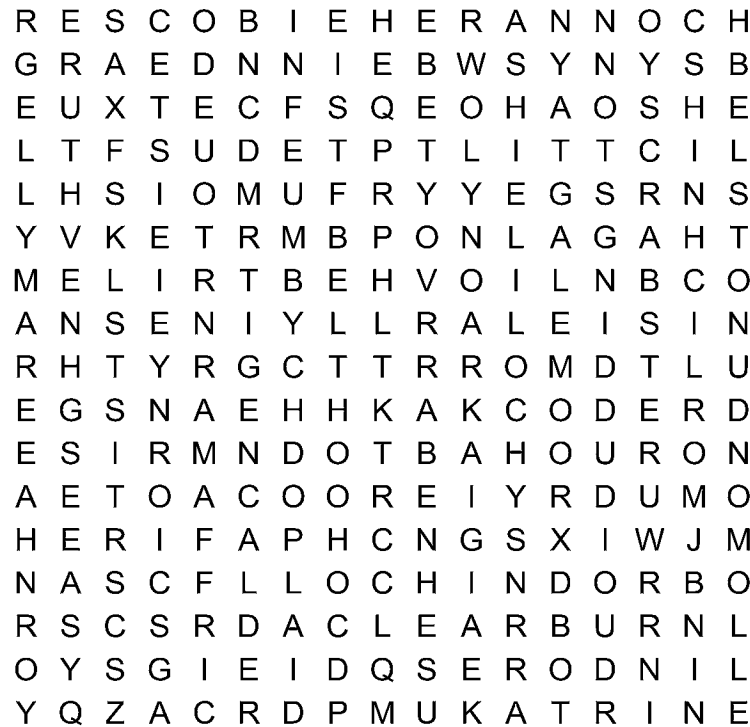 R E S C O B I E H E R A N N O C H
G R A E D N N I E B W S Y N Y S B
E U X T E C F S Q E O H A O S H E
L T F S U D E T P T L I T T C I L
L H S I O M U F R Y Y E G S R N S
Y V K E T R M B P O N L A G A H T
M E L I R T B E H V O I L N B C O
A N S E N I Y L L R A L E I S I N
R H T Y R G C T T R R O M D T L U
E G S N A E H H K A K C O D E R D
E S I R M N D O T B A H O U R O N
A E T O A C O O R E I Y R D U M O
H E R I F A P H C N G S X I W J M
N A S C F L L O C H I N D O R B O
R S C S R D A C L E A R B U R N L
O Y S G I E I D Q S E R O D N I L
Y Q Z A C R D P M U K A T R I N E